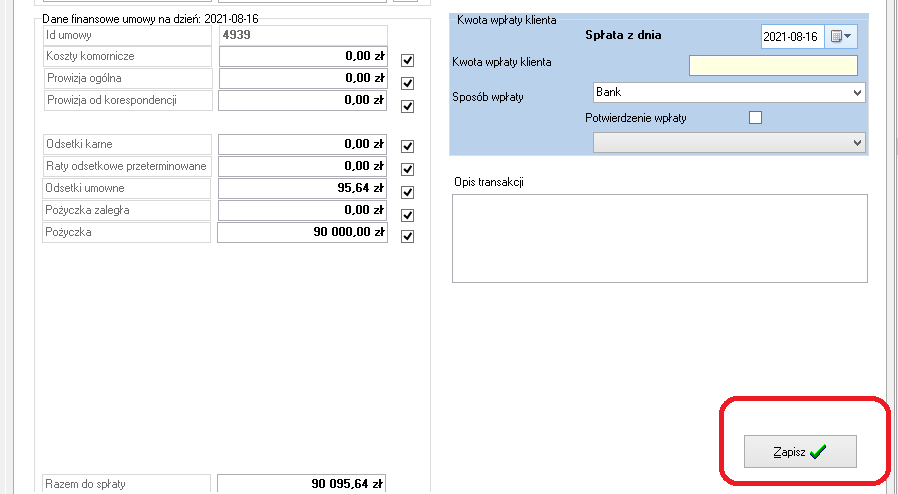 Dane finansowe umowy na dzień: 2021-08-16
Id umowy 4939
Koszty komornicze 0,00 zł
Prowizja ogólna 0,00 zł
Prowizja od korespondencji 0,00 zł
Odsetki karne 0,00 zł
Raty odsetkowe przeterminowane 0,00 zł
Odsetki umowne 95,64 zł
Pożyczka zaległa 0,00 zł
Pożyczka 90 000,00 zł
Razem do spłaty 90 095,64 zł
Kwota wpłaty klienta
Spłata z dnia 2021-08-16
Kwota wpłaty klienta
Sposób wpłaty Bank
Potwierdzenie wpłaty
Opis transakcji
Zapisz